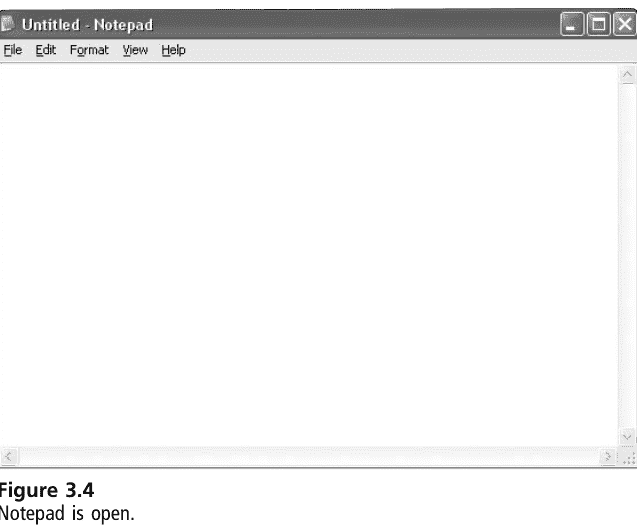 Untitled - Notepad
File Edit Format View Help
Figure 3.4
Notepad is open.